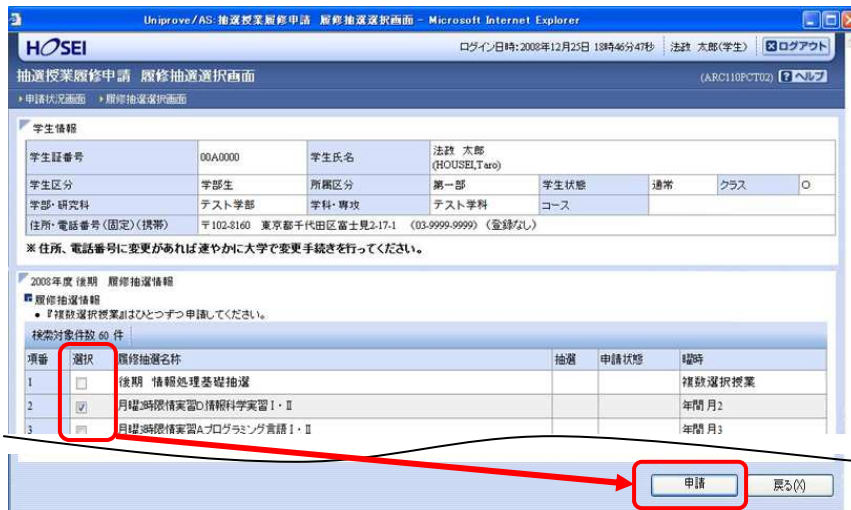 Uniprove/AS:抽選授業履修申請 履修抽選選択画面 - Microsoft Internet Explorer
HOSEI ログイン日時:2008年12月25日 18時46分47秒 法政 太郎(学生) ログアウト
抽選授業履修申請 履修抽選選択画面 (ARC110PCT02) ?ヘルプ
申請状況画面 履修抽選選択画面
学生情報
学生証番号 00A0000 学生氏名 法政 太郎
(HOUSEI,Taro)
学生区分 学部生 所属区分 第一部 学生状態 通常 クラス O
学部・研究科 テスト学部 学科・専攻 テスト学科 コース
住所・電話番号(固定)(携帯) 〒102-8160 東京都千代田区富士見2-17-1 (03-9999-9999) (登録なし)
※住所、電話番号に変更があれば速やかに大学で変更手続きを行ってください。
2008年度 後期 履修抽選情報
履修抽選情報
• 『複数選択授業』はひとつずつ申請してください。
検索対象件数 60 件
項番 選択 履修抽選名称 抽選 申請状態 曜時
1 後期 情報処理基礎抽選 複数選択授業
2 月曜2時限情実習D情報科学実習Ⅰ・Ⅱ 年間 月2
3 月曜3時限情実習Aプログラミング言語Ⅰ・Ⅱ 年間 月3
申請 戻る(X)